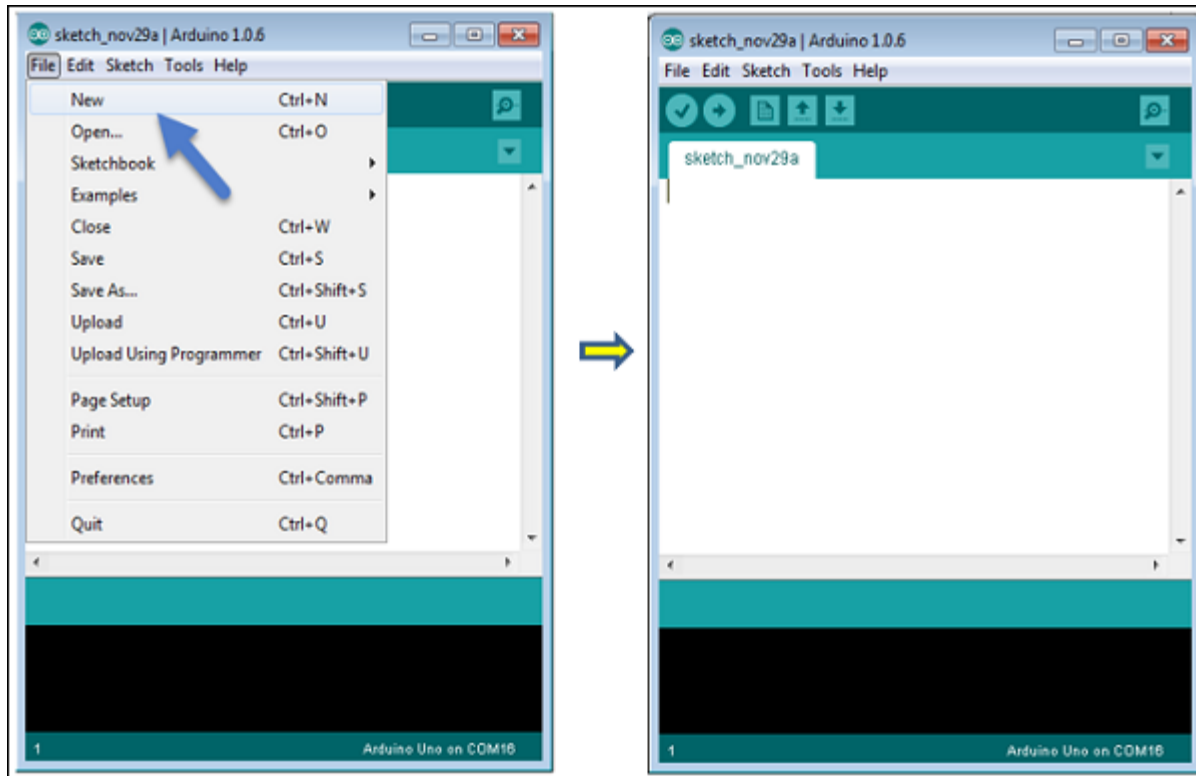 sketch_nov29a | Arduino 1.0.6
File Edit Sketch Tools Help
New Ctrl+N
Open... Ctrl+O
Sketchbook
Examples
Close Ctrl+W
Save Ctrl+S
Save As... Ctrl+Shift+S
Upload Ctrl+U
Upload Using Programmer Ctrl+Shift+U
Page Setup Ctrl+Shift+P
Print Ctrl+P
Preferences Ctrl+Comma
Quit Ctrl+Q
1 Arduino Uno on COM16
sketch_nov29a | Arduino 1.0.6
File Edit Sketch Tools Help
sketch_nov29a
1 Arduino Uno on COM16